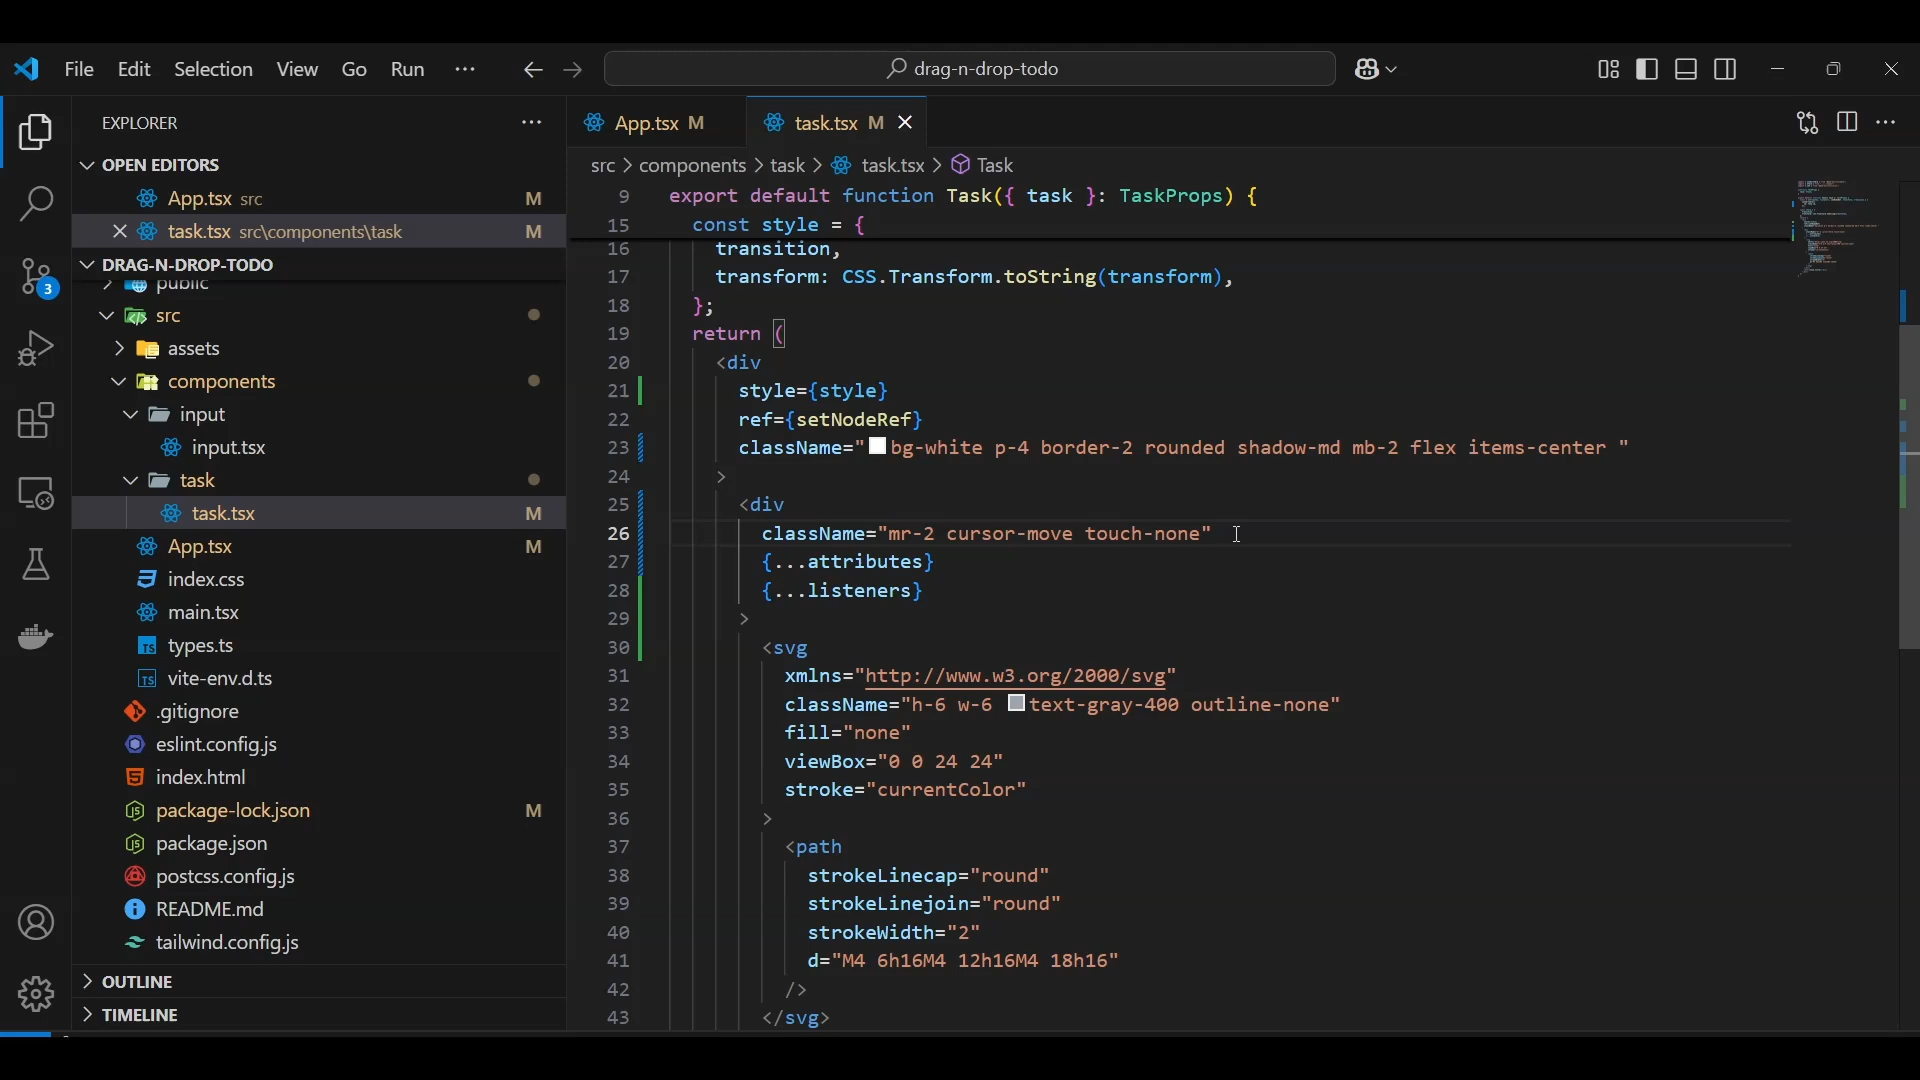 File Edit Selection View Go Run ··· drag-n-drop-todo
EXPLORER
OPEN EDITORS
App.tsx src M
task.tsx src\components\task M
DRAG-N-DROP-TODO
public
src
assets
components
input
input.tsx
task
task.tsx M
App.tsx M
index.css
main.tsx
types.ts
vite-env.d.ts
.gitignore
eslint.config.js
index.html
package-lock.json M
package.json
postcss.config.js
README.md
tailwind.config.js
OUTLINE
TIMELINE
3
App.tsx M task.tsx M
src > components > task > task.tsx > Task
9 export default function Task({ task }: TaskProps) {
15 const style = {
16 transition,
17 transform: CSS.Transform.toString(transform),
18 };
19 return (
20 <div
21 style={style}
22 ref={setNodeRef}
23 className="bg-white p-4 border-2 rounded shadow-md mb-2 flex items-center "
24 >
25 <div
26 className="mr-2 cursor-move touch-none"
27 {...attributes}
28 {...listeners}
29 >
30 <svg
31 xmlns="http://www.w3.org/2000/svg"
32 className="h-6 w-6 text-gray-400 outline-none"
33 fill="none"
34 viewBox="0 0 24 24"
35 stroke="currentColor"
36 >
37 <path
38 strokeLinecap="round"
39 strokeLinejoin="round"
40 strokeWidth="2"
41 d="M4 6h16M4 12h16M4 18h16"
42 />
43 </svg>